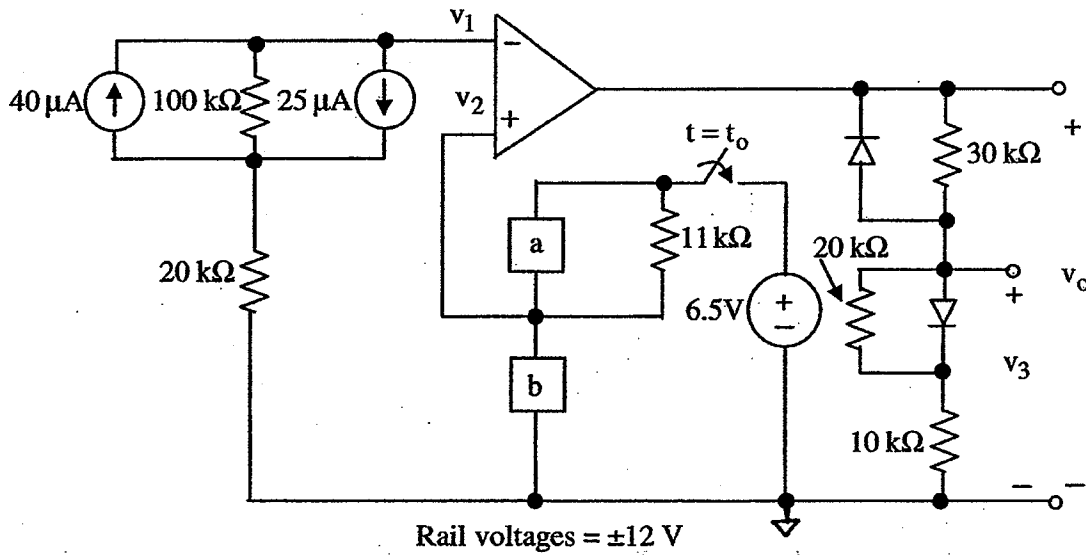 v1
−
40 μA
100 kΩ
25 μA
v2
+
t = to
+
30 kΩ
a
11 kΩ
20 kΩ
20 kΩ
6.5V
+
−
+
vo
b
v3
10 kΩ
−
−
Rail voltages = ±12 V